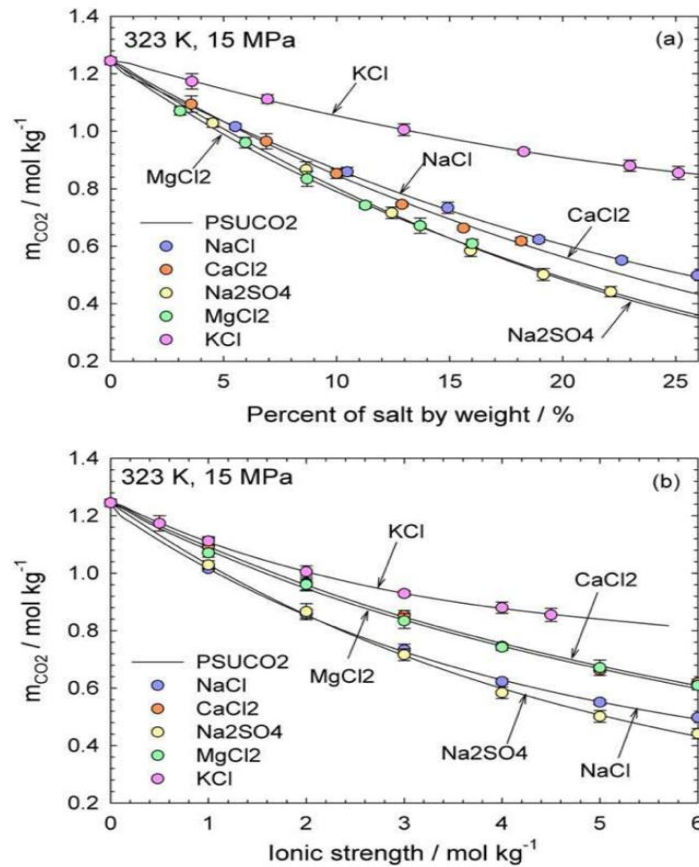 323 K, 15 MPa
(a)
KCl
NaCl
MgCl2
CaCl2
Na2SO4
PSUCO2
NaCl
CaCl2
Na2SO4
MgCl2
KCl
1.4
1.2
1.0
0.8
0.6
0.4
0.2
mCO2 / mol kg-1
0 5 10 15 20 25
Percent of salt by weight / %
323 K, 15 MPa
(b)
KCl
CaCl2
MgCl2
Na2SO4
NaCl
PSUCO2
NaCl
CaCl2
Na2SO4
MgCl2
KCl
1.4
1.2
1.0
0.8
0.6
0.4
0.2
mCO2 / mol kg-1
0 1 2 3 4 5 6
Ionic strength / mol kg-1